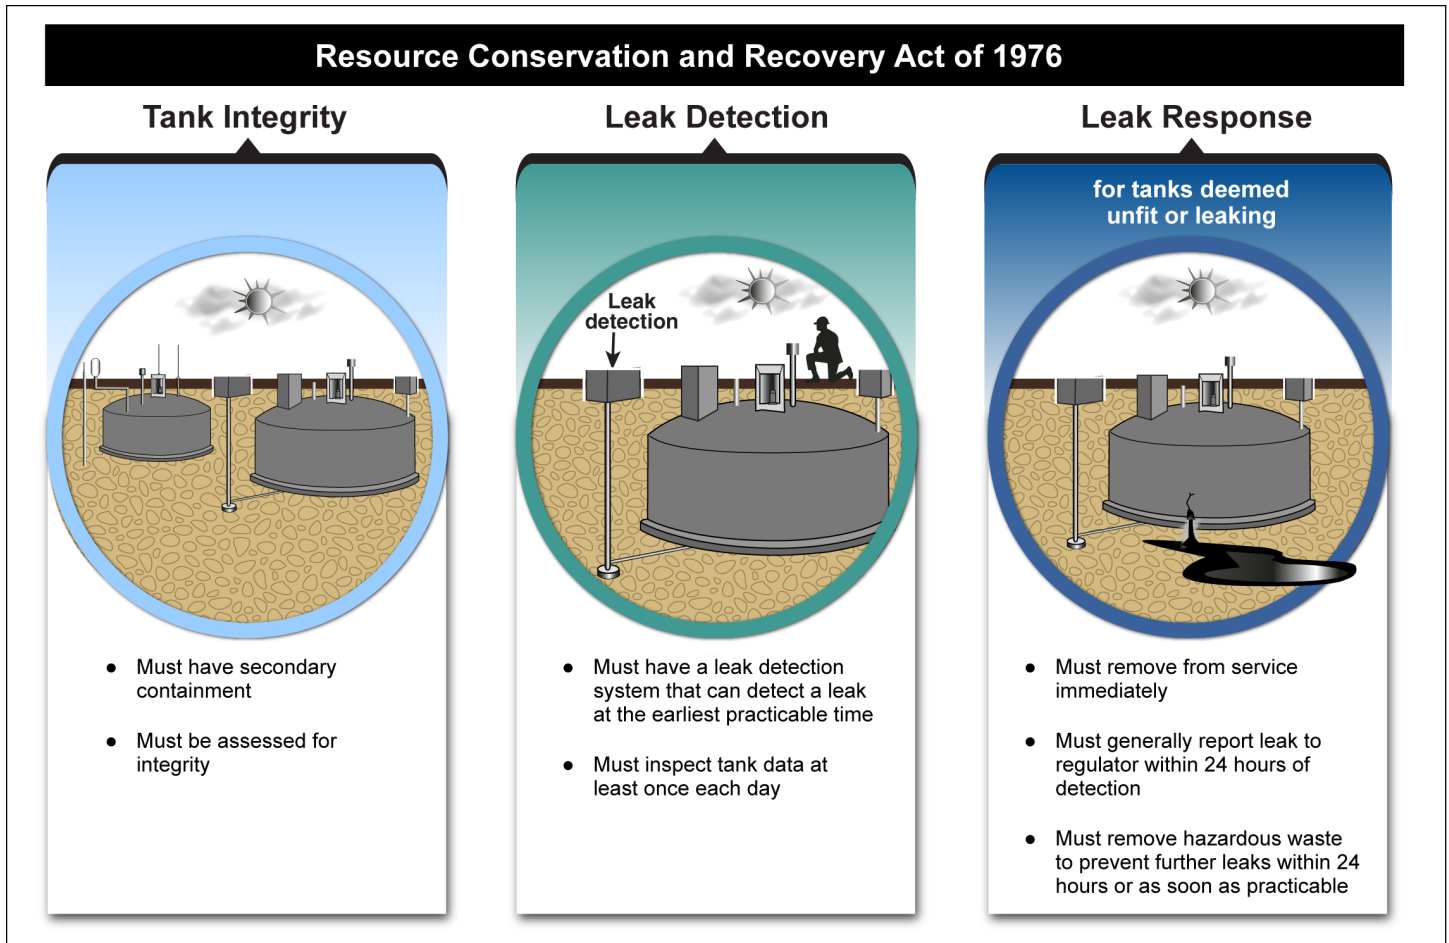 Resource Conservation and Recovery Act of 1976
Tank Integrity
● Must have secondary
containment
● Must be assessed for
integrity
Leak Detection
Leak
detection
● Must have a leak detection
system that can detect a leak
at the earliest practicable time
● Must inspect tank data at
least once each day
Leak Response
for tanks deemed
unfit or leaking
● Must remove from service
immediately
● Must generally report leak to
regulator within 24 hours of
detection
● Must remove hazardous waste
to prevent further leaks within 24
hours or as soon as practicable